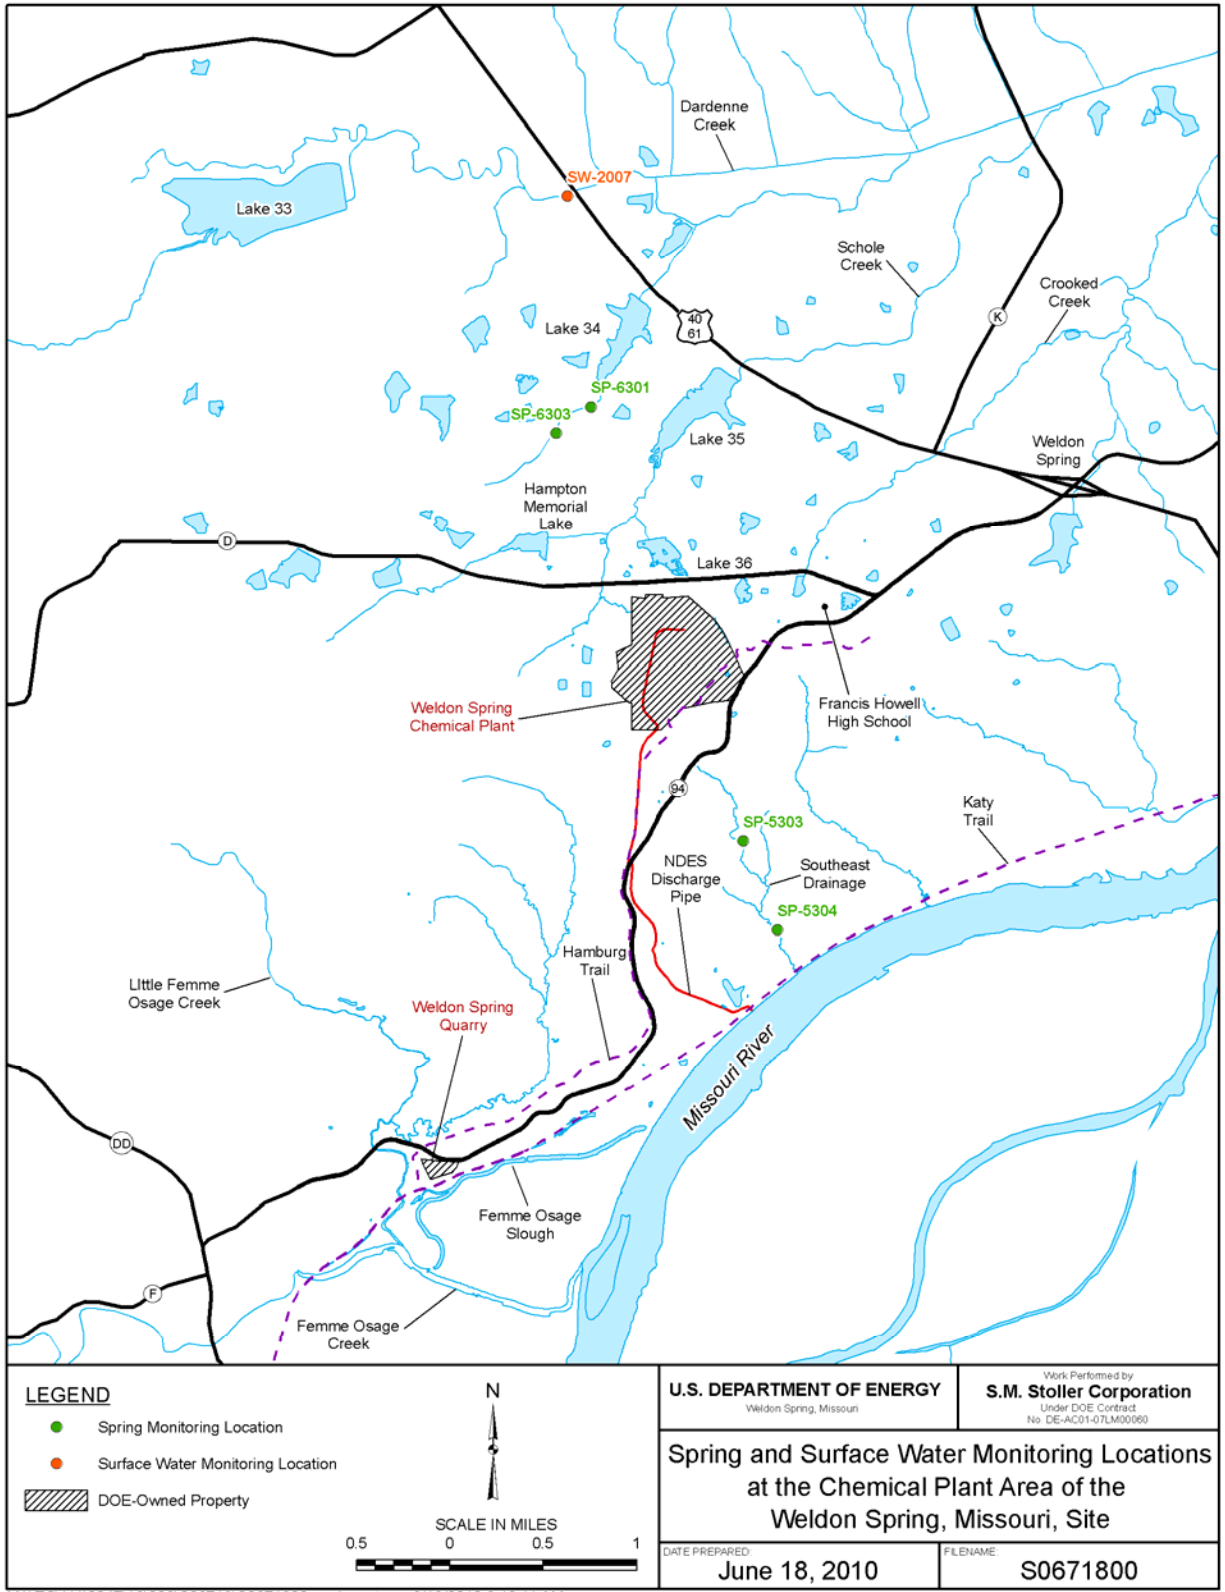 Dardenne
Creek
SW-2007
Lake 33
Schole
Creek
Crooked
Creek
40
61
K
Lake 34
SP-6301
SP-6303
Lake 35
Weldon
Spring
Hampton
Memorial
Lake
D
Lake 36
Weldon Spring
Chemical Plant
Francis Howell
High School
94
Katy
Trail
SP-5303
NDES
Discharge
Pipe
Southeast
Drainage
SP-5304
Hamburg
Trail
LIttle Femme
Osage Creek
Weldon Spring
Quarry
Missouri River
DD
Femme Osage
Slough
F
Femme Osage
Creek
LEGEND
Spring Monitoring Location
Surface Water Monitoring Location
DOE-Owned Property
N
SCALE IN MILES
0.5 0 0.5 1
U.S. DEPARTMENT OF ENERGY
Weldon Spring, Missouri
Work Performed by
S.M. Stoller Corporation
Under DOE Contract
No. DE-AC01-07LM00060
Spring and Surface Water Monitoring Locations
at the Chemical Plant Area of the
Weldon Spring, Missouri, Site
DATE PREPARED:
June 18, 2010
FILENAME:
S0671800